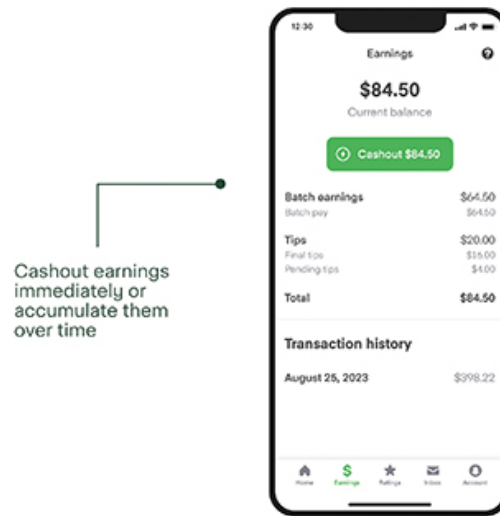 12:30
Earnings
$84.50
Current balance
Cashout $84.50
Batch earnings $64.50
Batch pay $64.50
Tips $20.00
Final tips $16.00
Pending tips $4.00
Total $84.50
Transaction history
August 25, 2023 $398.22
Home Earnings Ratings Inbox Account
Cashout earnings
immediately or
accumulate them
over time